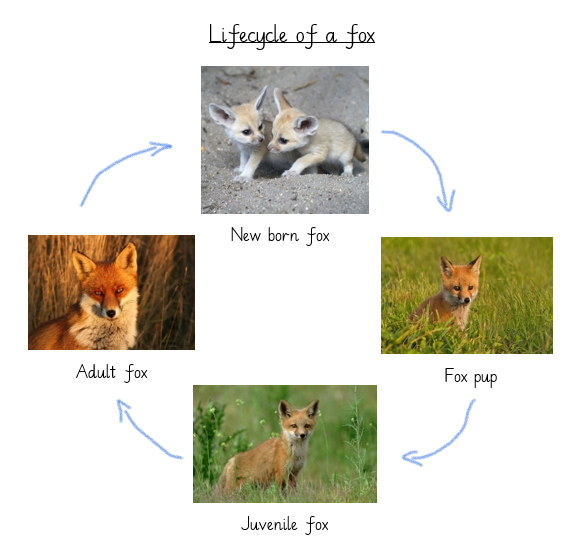 Lifecycle of a fox
New born fox
Fox pup
Juvenile fox
Adult fox